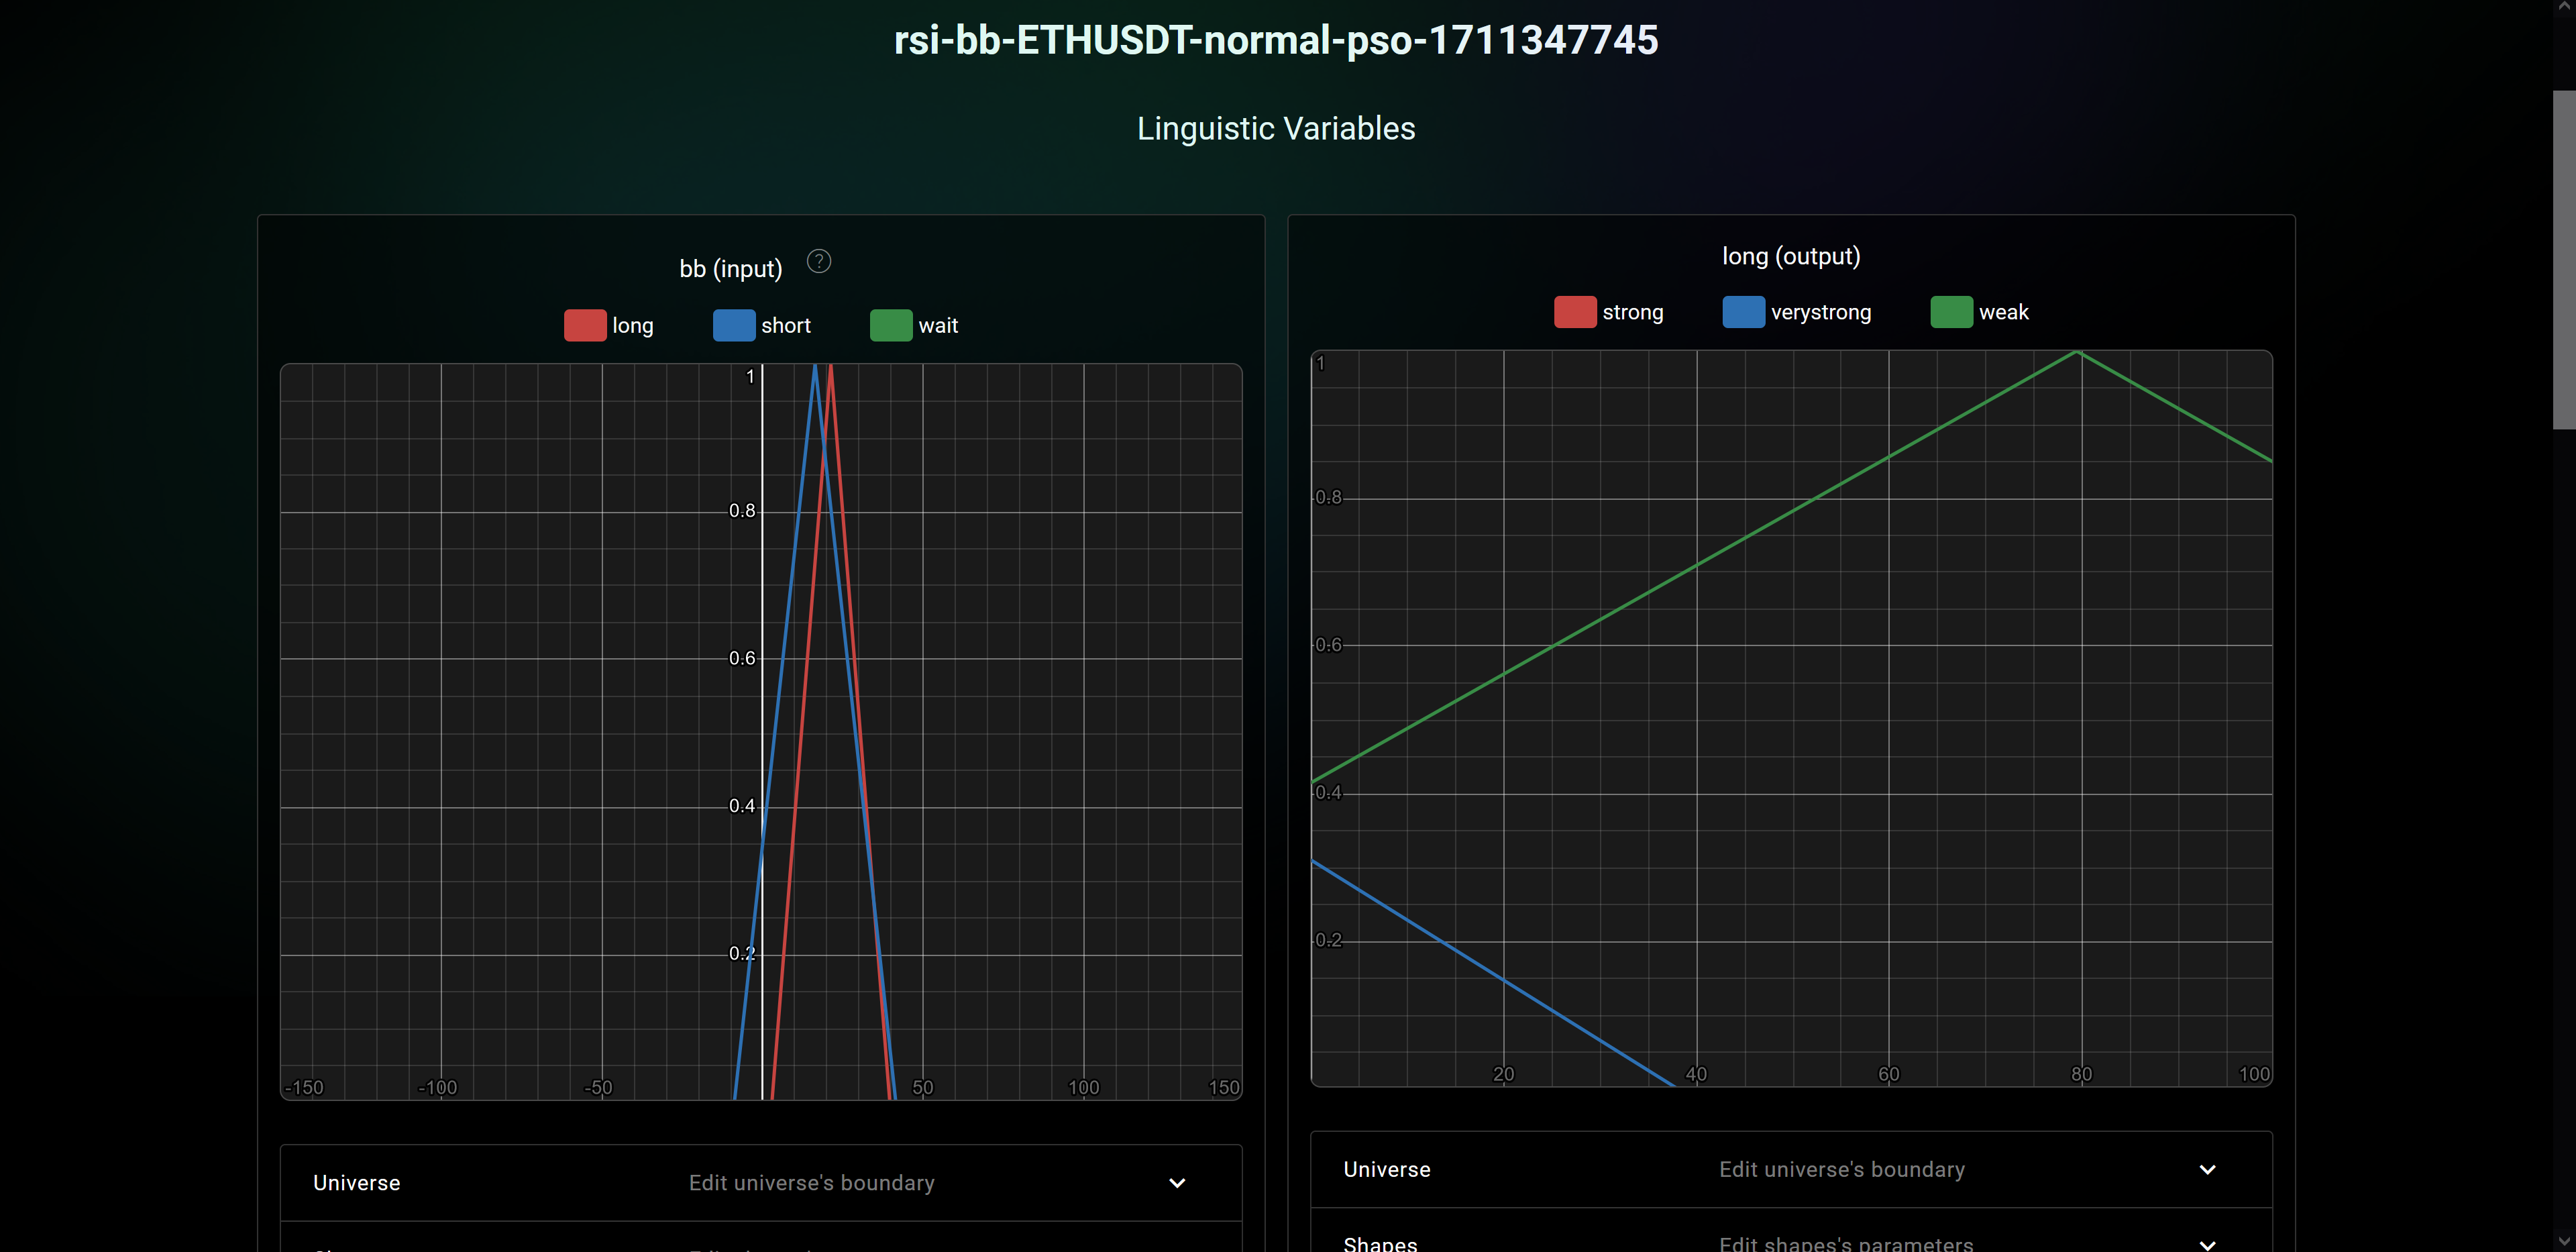 rsi-bb-ETHUSDT-normal-pso-1711347745
Linguistic Variables
bb (input) ?
long short wait
1
0.8
0.6
0.4
0.2
-150 -100 -50 50 100 150
Universe Edit universe's boundary
long (output)
strong verystrong weak
1
0.8
0.6
0.4
0.2
20 40 60 80 100
Universe Edit universe's boundary
Shapes Edit shapes's parameters